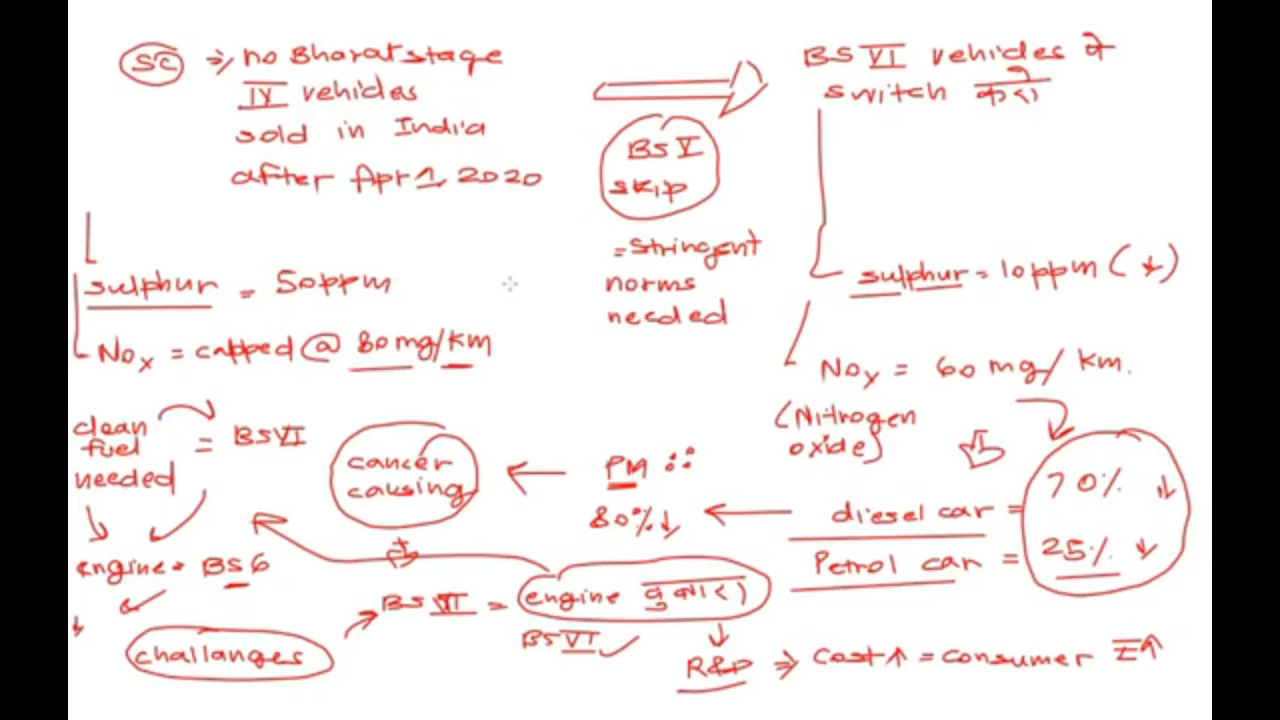 SC ⇒ no Bharat stage
IV vehicles
sold in India
after Apr 1 2020
BS V
skip
= stringent
norms
needed
BS VI vehicles
switch
sulphur = 50ppm
NOx = capped @ 80mg/km
sulphur = 10ppm (↓)
NOx = 60 mg/km.
(Nitrogen
oxide)
diesel car = 70% ↓
Petrol car = 25% ↓
PM
80% ↓
cancer
causing
clean
fuel
needed
= BSVI
engine = BS6
challanges
BS VI = engine
BSVI ✓
R&D ⇒ cost ↑ = consumer ↑